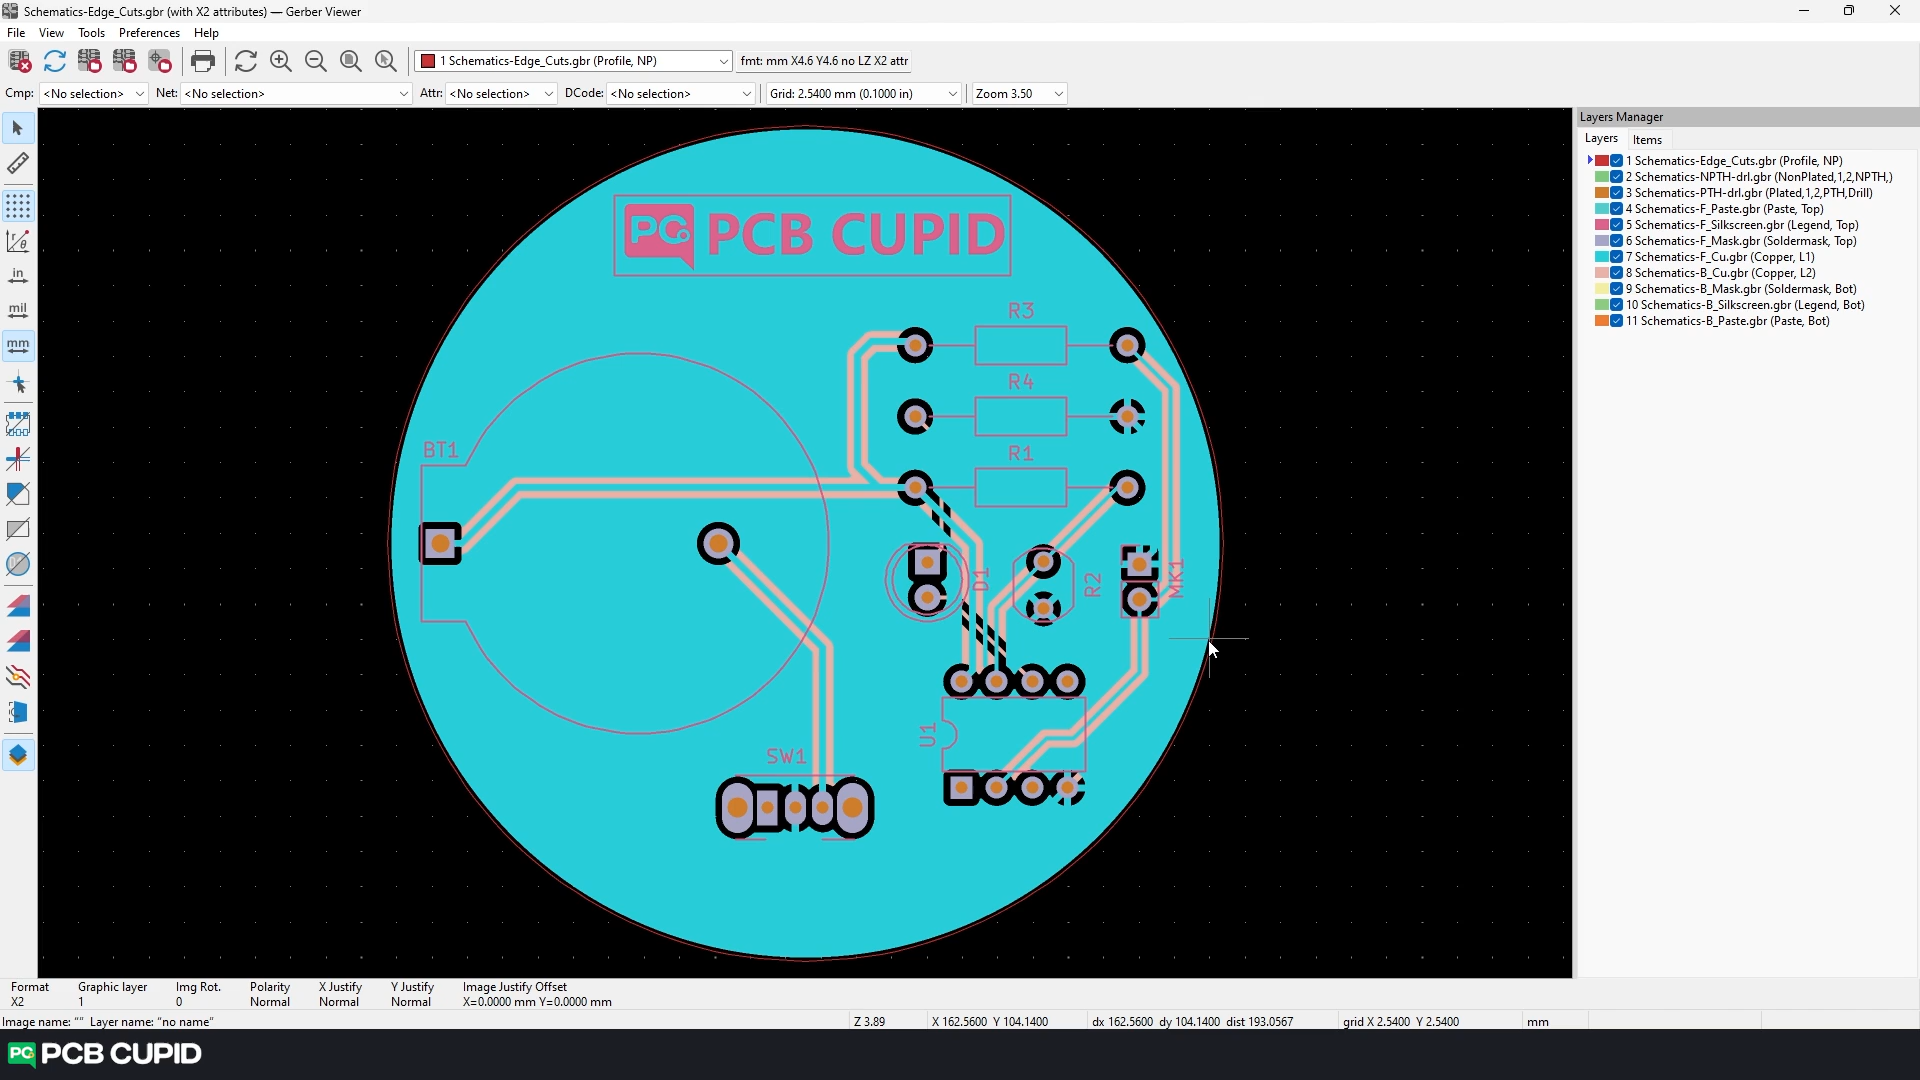 Schematics-Edge_Cuts.gbr (with X2 attributes) — Gerber Viewer
File View Tools Preferences Help
1 Schematics-Edge_Cuts.gbr (Profile, NP) fmt: mm X4.6 Y4.6 no LZ X2 attr
Cmp: <No selection> Net: <No selection> Attr: <No selection> DCode: <No selection> Grid: 2.5400 mm (0.1000 in) Zoom 3.50
in
mil
mm
PG PCB CUPID
R3
R4
R1
BT1
D1
R2
MK1
U1
SW1
Layers Manager
Layers Items
1 Schematics-Edge_Cuts.gbr (Profile, NP)
2 Schematics-NPTH-drl.gbr (NonPlated,1,2,NPTH,)
3 Schematics-PTH-drl.gbr (Plated,1,2,PTH,Drill)
4 Schematics-F_Paste.gbr (Paste, Top)
5 Schematics-F_Silkscreen.gbr (Legend, Top)
6 Schematics-F_Mask.gbr (Soldermask, Top)
7 Schematics-F_Cu.gbr (Copper, L1)
8 Schematics-B_Cu.gbr (Copper, L2)
9 Schematics-B_Mask.gbr (Soldermask, Bot)
10 Schematics-B_Silkscreen.gbr (Legend, Bot)
11 Schematics-B_Paste.gbr (Paste, Bot)
Format Graphic layer Img Rot. Polarity X Justify Y Justify Image Justify Offset
X2 1 0 Normal Normal Normal X=0.0000 mm Y=0.0000 mm
Image name: "" Layer name: "no name" Z 3.89 X 162.5600 Y 104.1400 dx 162.5600 dy 104.1400 dist 193.0567 grid X 2.5400 Y 2.5400 mm
PG PCB CUPID